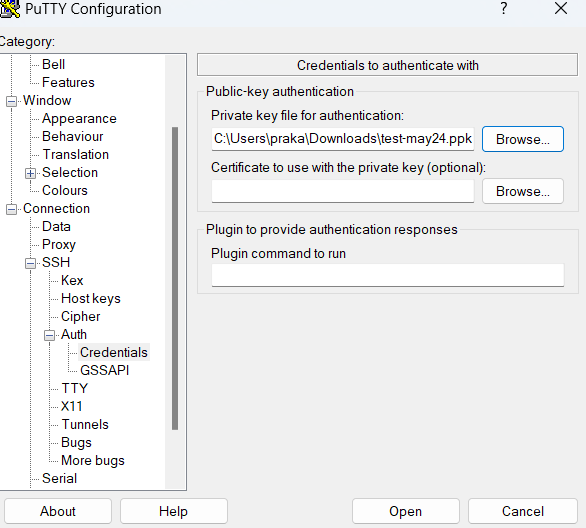 PuTTY Configuration ? ×
Category:
Bell
Features
Window
Appearance
Behaviour
Translation
Selection
Colours
Connection
Data
Proxy
SSH
Kex
Host keys
Cipher
Auth
Credentials
GSSAPI
TTY
X11
Tunnels
Bugs
More bugs
Serial
Credentials to authenticate with
Public-key authentication
Private key file for authentication:
C:\Users\praka\Downloads\test-may24.ppk Browse...
Certificate to use with the private key (optional):
Browse...
Plugin to provide authentication responses
Plugin command to run
About Help Open Cancel